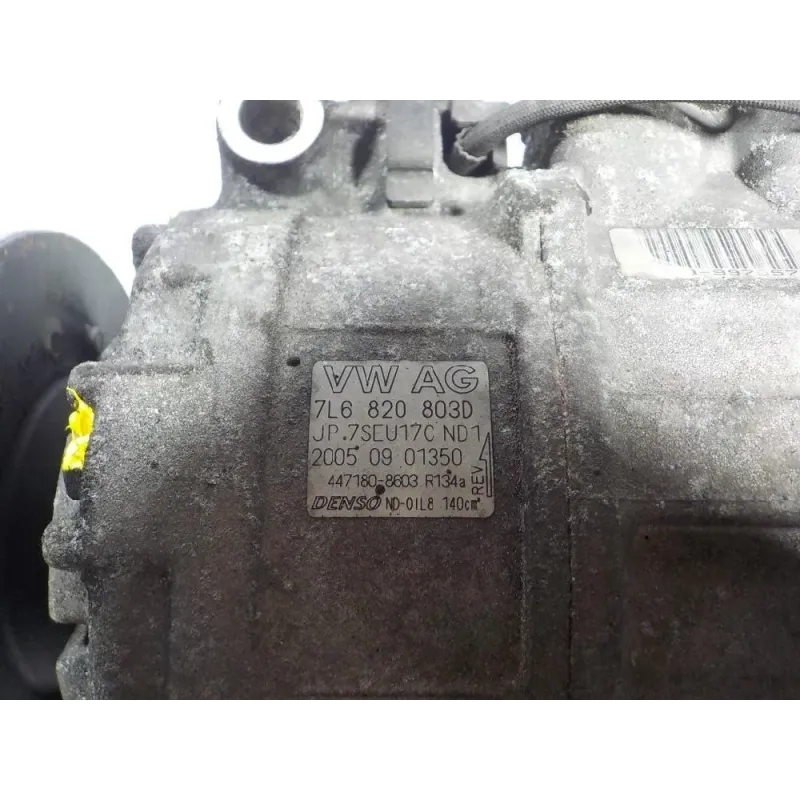 VW AG
7L6 820 803D
JP.7SEU17C ND1
2005 09 01350
447180-8603 R134a
REV
DENSO ND-OIL8 140cm³